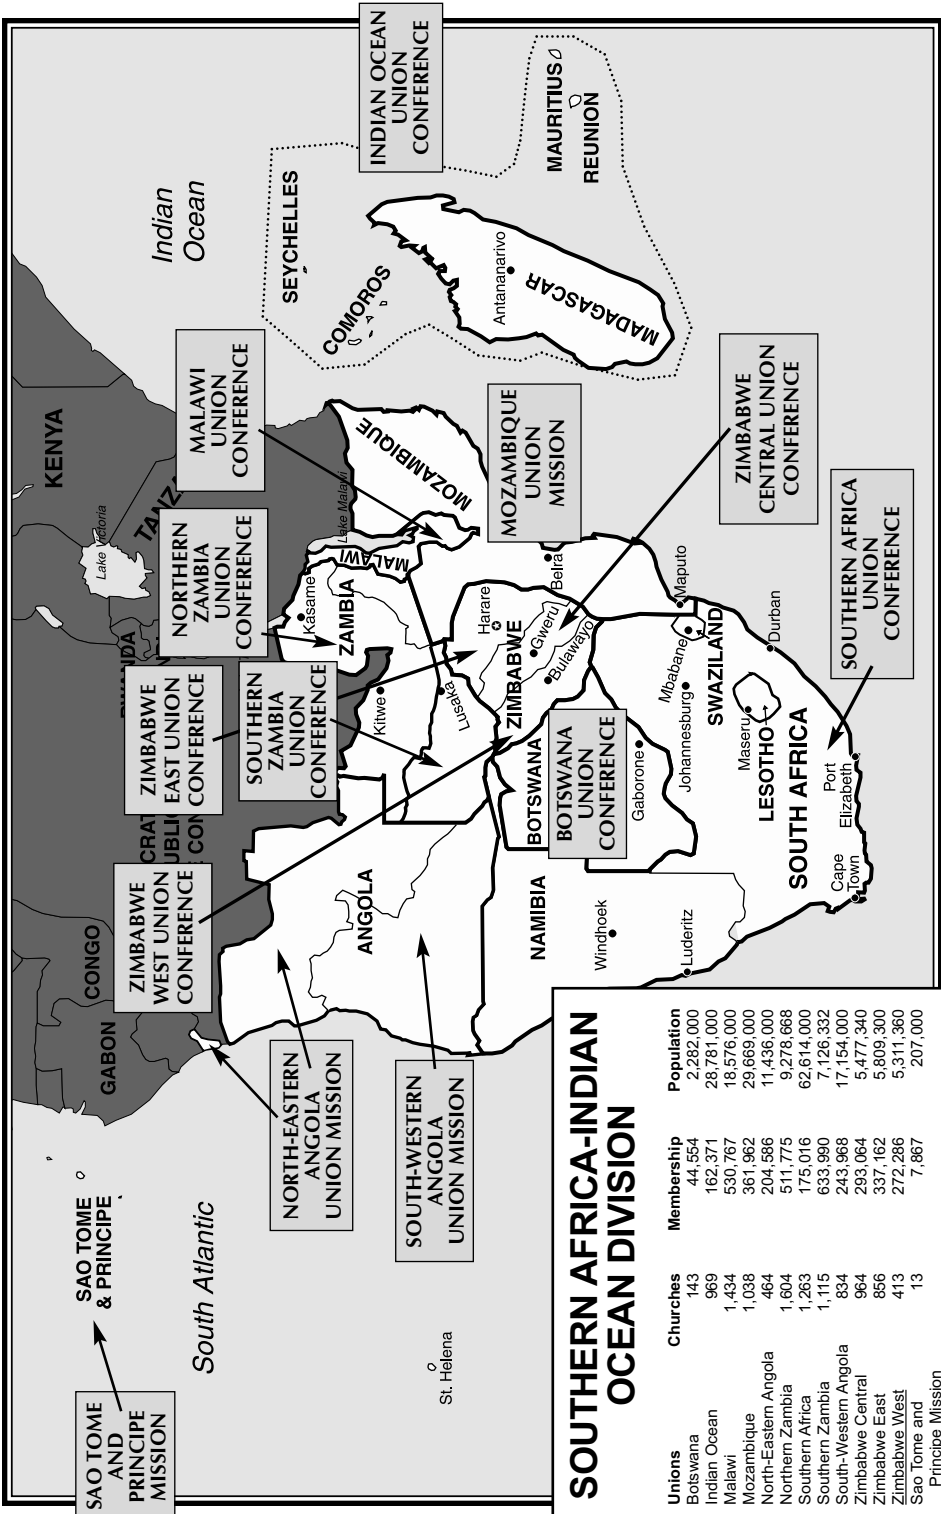 SAO TOME
AND
PRINCIPE
MISSION
SAO TOME
& PRINCIPE
South Atlantic
St. Helena
NORTH-EASTERN
ANGOLA
UNION MISSION
SOUTH-WESTERN
ANGOLA
UNION MISSION
GABON
CONGO
ZIMBABWE
WEST UNION
CONFERENCE
ZIMBABWE
EAST UNION
CONFERENCE
SOUTHERN
ZAMBIA
UNION
CONFERENCE
NORTHERN
ZAMBIA
UNION
CONFERENCE
MALAWI
UNION
CONFERENCE
KENYA
Lake Victoria
Lake Malawi
Indian
Ocean
INDIAN OCEAN
UNION
CONFERENCE
SEYCHELLES
COMOROS
MAURITIUS
REUNION
Antananarivo
MADAGASCAR
MOZAMBIQUE
MALAWI
MOZAMBIQUE
UNION
MISSION
ZIMBABWE
CENTRAL UNION
CONFERENCE
SOUTHERN AFRICA
UNION
CONFERENCE
Kasame
ZAMBIA
Kitwe
Lusaka
Harare
ZIMBABWE
Gweru
Bulawayo
Belra
Maputo
ANGOLA
NAMIBIA
Windhoek
Luderitz
BOTSWANA
BOTSWANA
UNION
CONFERENCE
Gaborone
Johannesburg
Mbabane
SWAZILAND
Maseru
LESOTHO
Durban
SOUTH AFRICA
Port
Elizabeth
Cape
Town
SOUTHERN AFRICA-INDIAN
OCEAN DIVISION
Unions Churches Membership Population
Botswana 143 44,554 2,282,000
Indian Ocean 969 162,371 28,781,000
Malawi 1,434 530,767 18,576,000
Mozambique 1,038 361,962 29,669,000
North-Eastern Angola 464 204,586 11,436,000
Northern Zambia 1,604 511,775 9,278,668
Southern Africa 1,263 175,016 62,614,000
Southern Zambia 1,115 633,990 7,126,332
South-Western Angola 834 243,968 17,154,000
Zimbabwe Central 964 293,064 5,477,340
Zimbabwe East 856 337,162 5,809,300
Zimbabwe West 413 272,286 5,311,360
Sao Tome and 13 7,867 207,000
Principe Mission